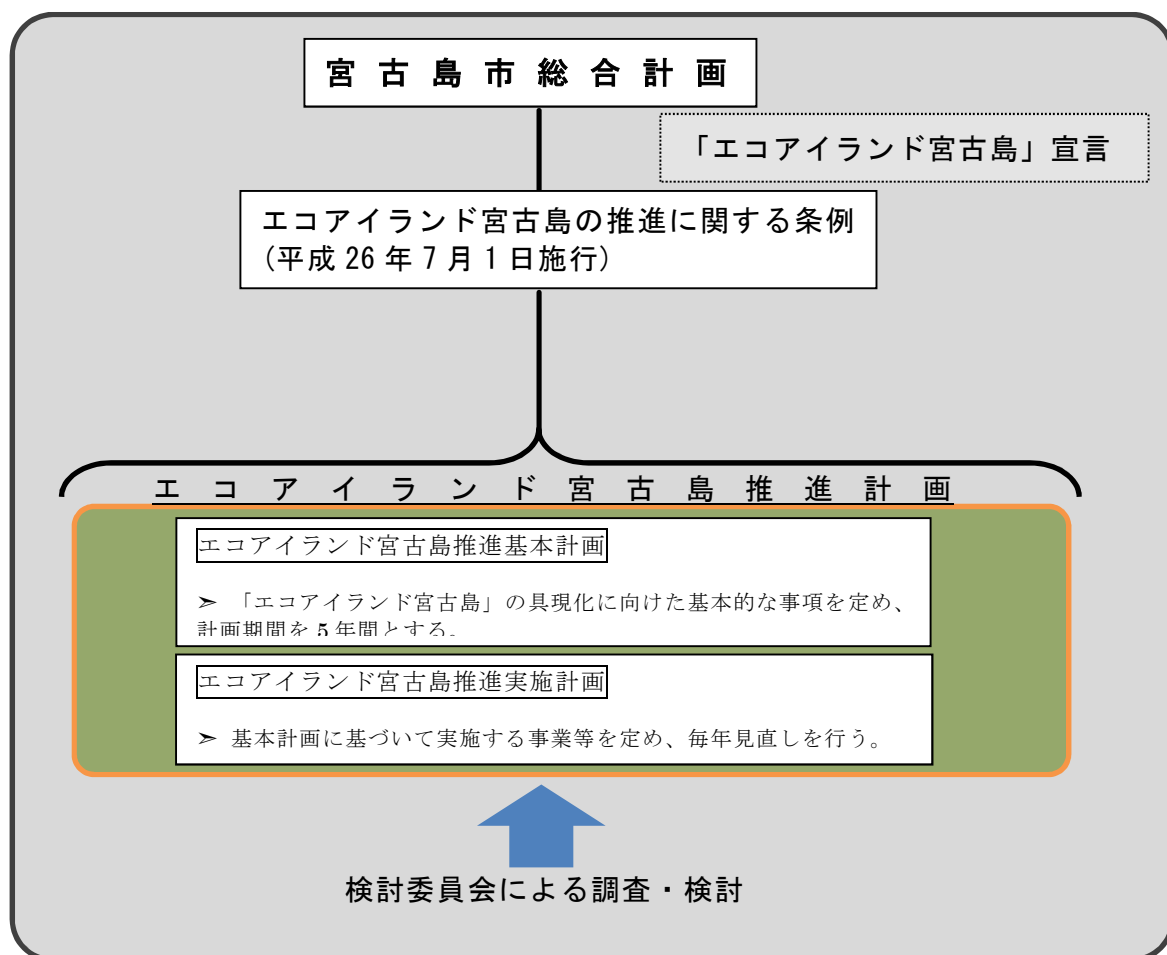 宮古島市総合計画
「エコアイランド宮古島」宣言
エコアイランド宮古島の推進に関する条例
(平成 26 年 7 月 1 日施行)
エコアイランド宮古島推進計画
エコアイランド宮古島推進基本計画
➢ 「エコアイランド宮古島」の具現化に向けた基本的な事項を定め、
計画期間を 5 年間とする。
エコアイランド宮古島推進実施計画
➢ 基本計画に基づいて実施する事業等を定め、毎年見直しを行う。
検討委員会による調査・検討